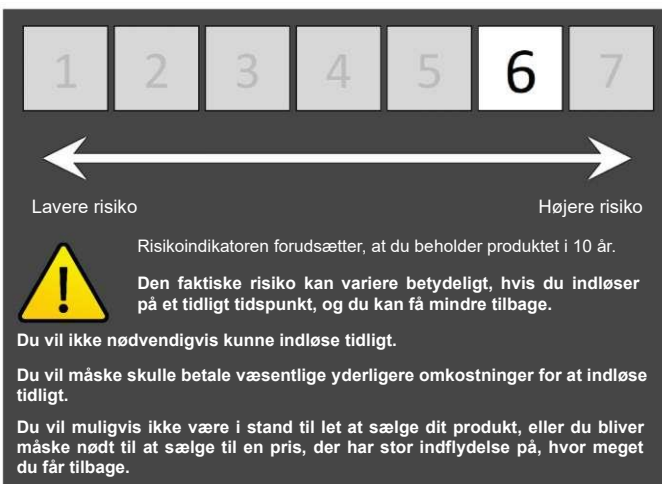 1 2 3 4 5 6 7
Lavere risiko Højere risiko
Risikoindikatoren forudsætter, at du beholder produktet i 10 år.
Den faktiske risiko kan variere betydeligt, hvis du indløser
på et tidligt tidspunkt, og du kan få mindre tilbage.
Du vil ikke nødvendigvis kunne indløse tidligt.
Du vil måske skulle betale væsentlige yderligere omkostninger for at indløse
tidligt.
Du vil muligvis ikke være i stand til let at sælge dit produkt, eller du bliver
måske nødt til at sælge til en pris, der har stor indflydelse på, hvor meget
du får tilbage.